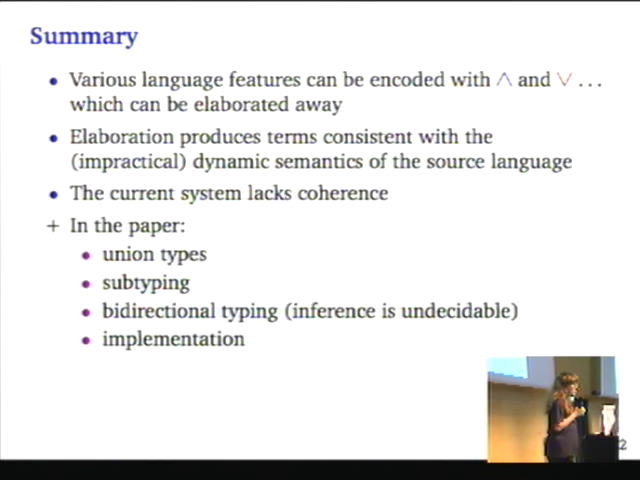 Summary
• Various language features can be encoded with ∧ and ∨ ...
which can be elaborated away
• Elaboration produces terms consistent with the
(impractical) dynamic semantics of the source language
• The current system lacks coherence
+ In the paper:
• union types
• subtyping
• bidirectional typing (inference is undecidable)
• implementation
2